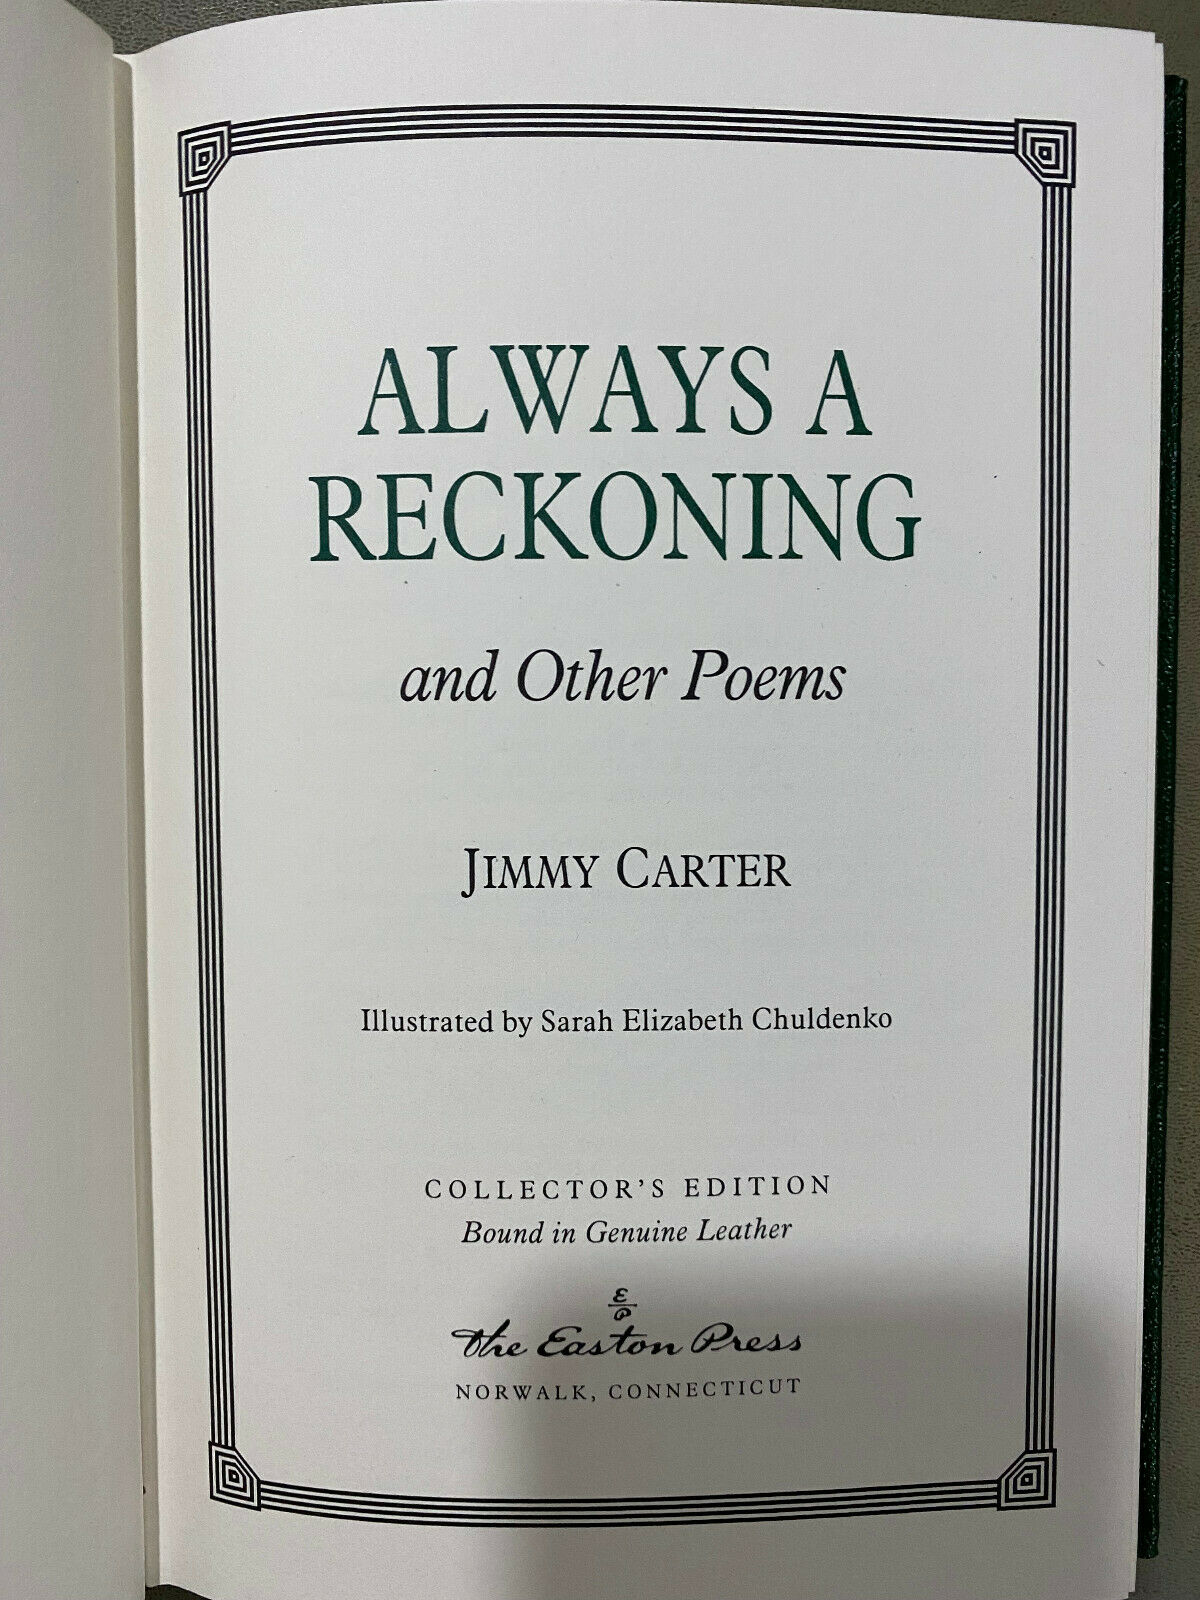 ALWAYS A
RECKONING
and Other Poems
JIMMY CARTER
Illustrated by Sarah Elizabeth Chuldenko
COLLECTOR'S EDITION
Bound in Genuine Leather
E
P
The Easton Press
NORWALK, CONNECTICUT